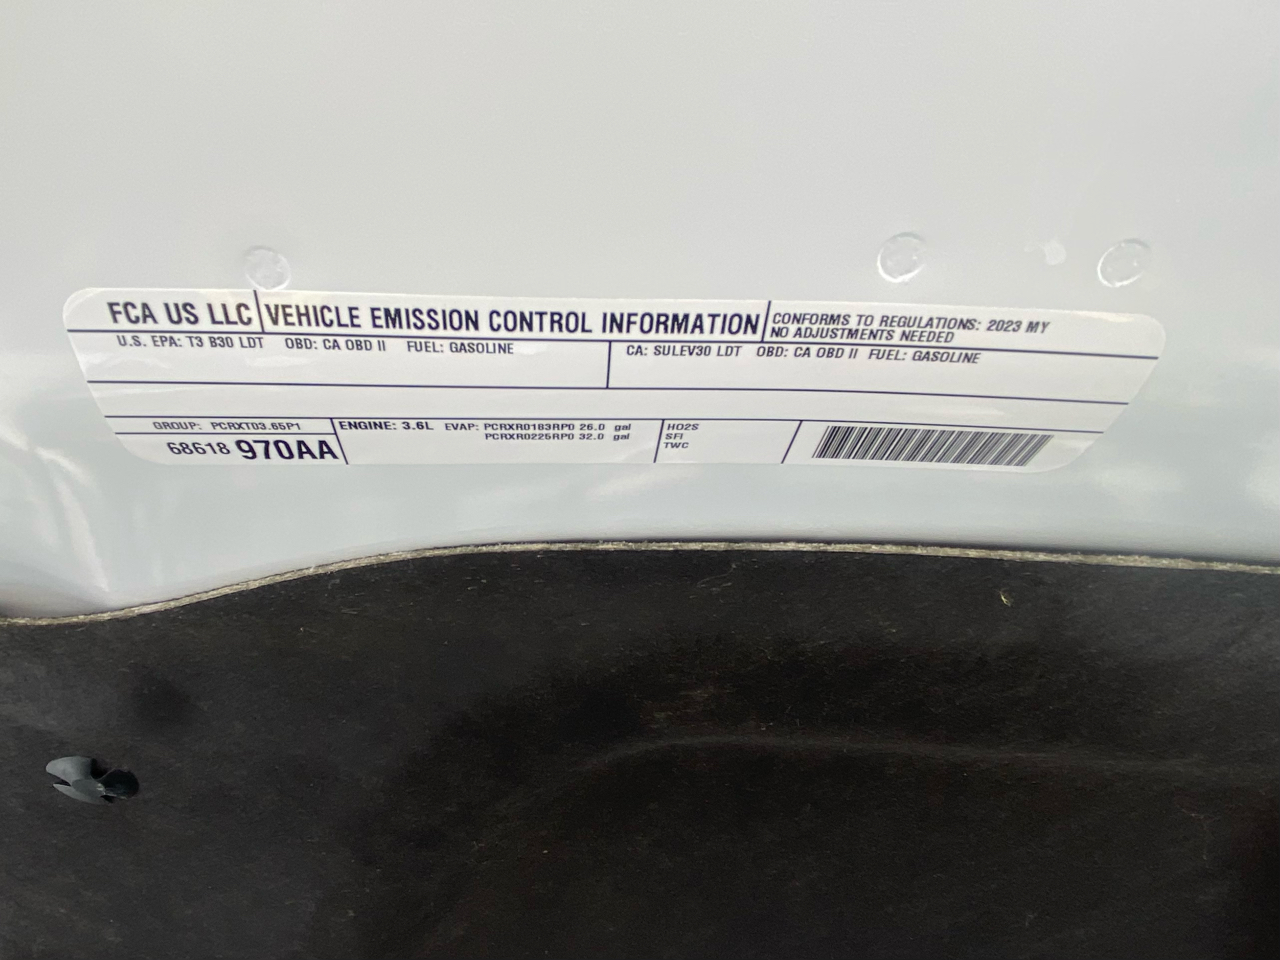 FCA US LLC
VEHICLE EMISSION CONTROL INFORMATION
CONFORMS TO REGULATIONS: 2023 MY
NO ADJUSTMENTS NEEDED
U.S. EPA: T3 B30 LDT OBD: CA OBD II FUEL: GASOLINE
CA: SULEV30 LDT OBD: CA OBD II FUEL: GASOLINE
GROUP: PCRXT03.65P1
68618 970AA
ENGINE: 3.6L EVAP: PCRXR0183RP0 26.0 gal
PCRXR0225RP0 32.0 gal
HO2S
SFI
TWC